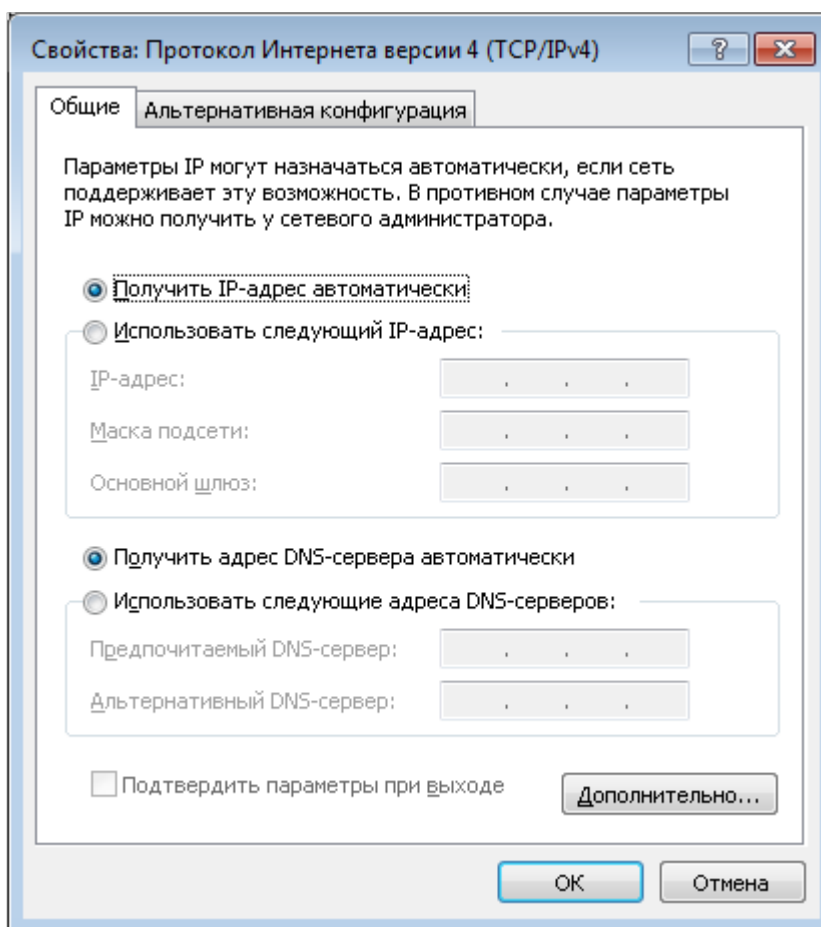 Свойства: Протокол Интернета версии 4 (TCP/IPv4)
Общие
Альтернативная конфигурация
Параметры IP могут назначаться автоматически, если сеть
поддерживает эту возможность. В противном случае параметры
IP можно получить у сетевого администратора.
Получить IP-адрес автоматически
Использовать следующий IP-адрес:
IP-адрес:
Маска подсети:
Основной шлюз:
Получить адрес DNS-сервера автоматически
Использовать следующие адреса DNS-серверов:
Предпочитаемый DNS-сервер:
Альтернативный DNS-сервер:
Подтвердить параметры при выходе
Дополнительно...
ОК
Отмена